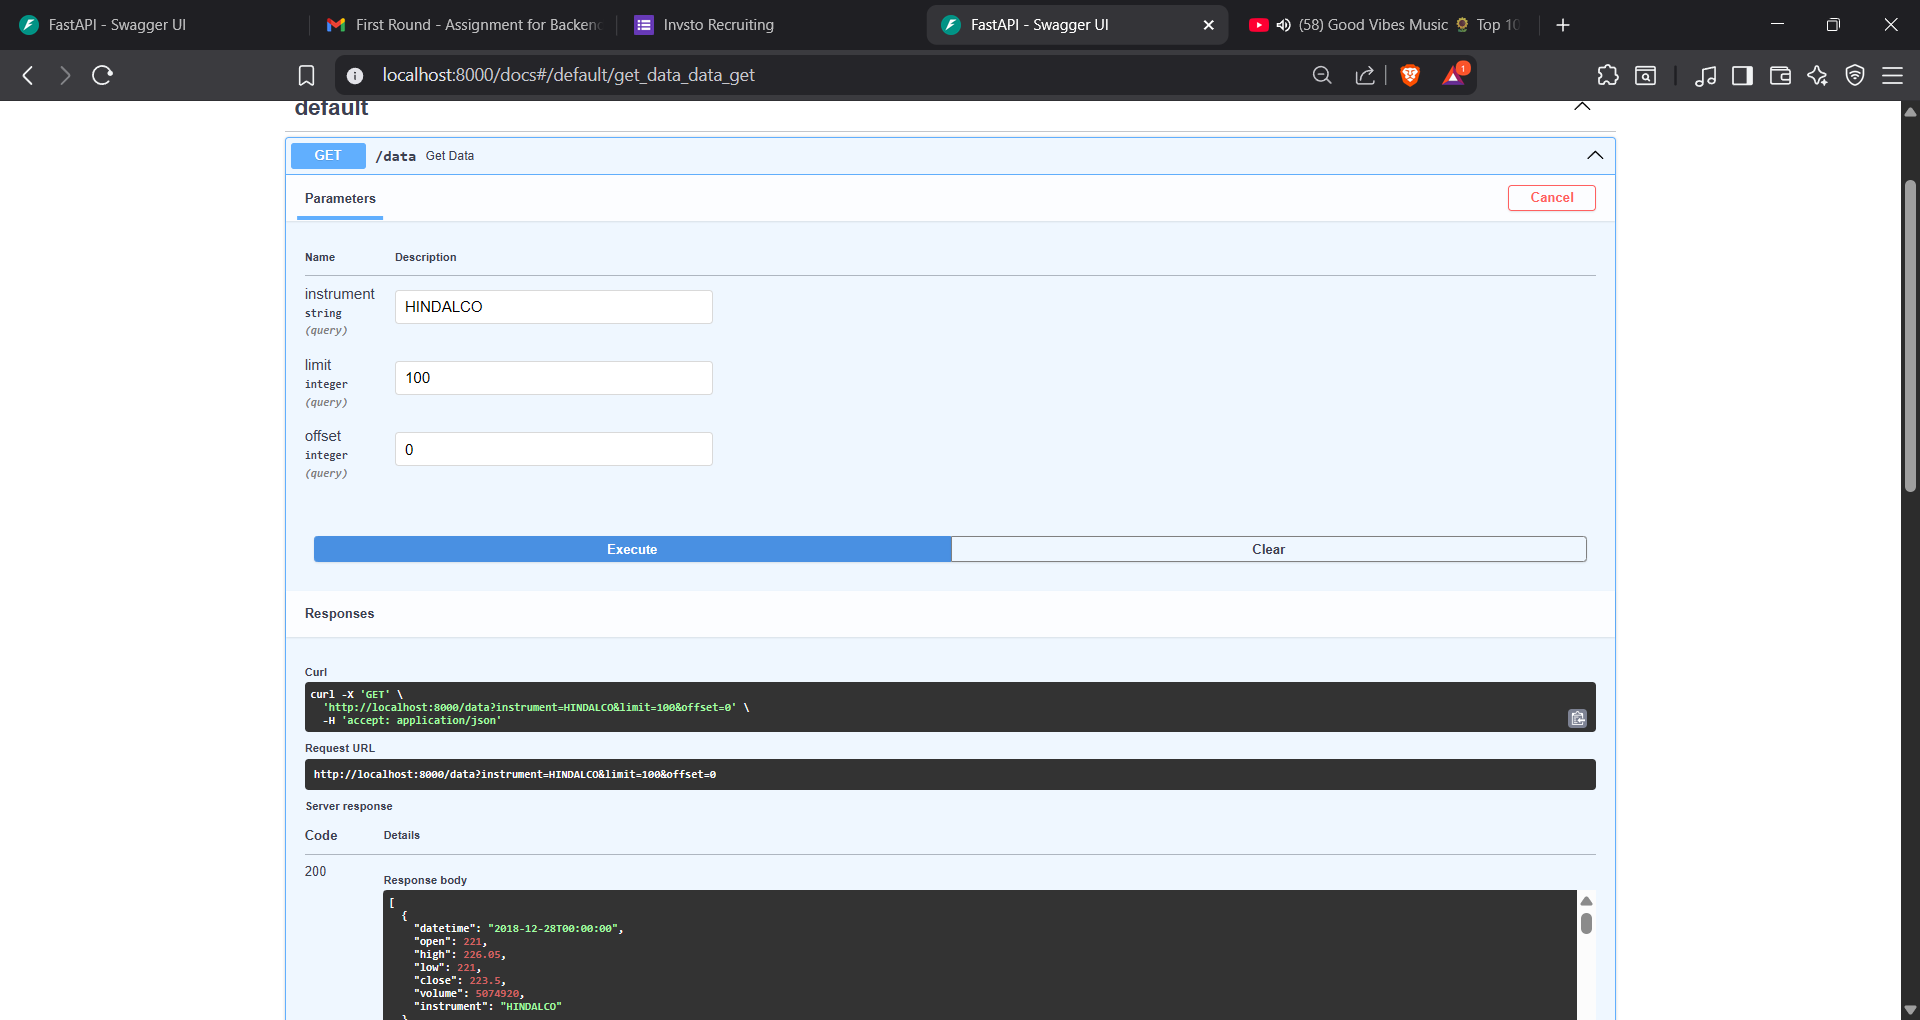 FastAPI - Swagger UI
First Round - Assignment for Backend
Invsto Recruiting
FastAPI - Swagger UI
(58) Good Vibes Music 🌻 Top 10
localhost:8000/docs#/default/get_data_data_get
1
default
GET /data Get Data
Parameters
Cancel
Name Description
instrument
string
(query)
HINDALCO
limit
integer
(query)
100
offset
integer
(query)
0
Execute
Clear
Responses
Curl
curl -X 'GET' \
'http://localhost:8000/data?instrument=HINDALCO&limit=100&offset=0' \
-H 'accept: application/json'
Request URL
http://localhost:8000/data?instrument=HINDALCO&limit=100&offset=0
Server response
Code Details
200
Response body
[
{
"datetime": "2018-12-28T00:00:00",
"open": 221,
"high": 226.05,
"low": 221,
"close": 223.5,
"volume": 5074920,
"instrument": "HINDALCO"
}